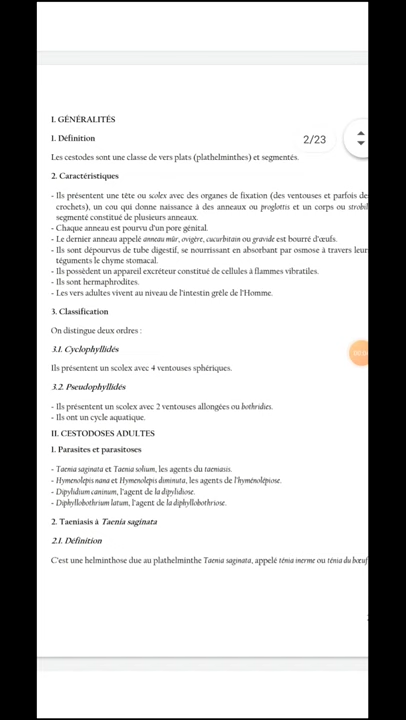 I. GÉNÉRALITÉS
1. Définition
2/23
Les cestodes sont une classe de vers plats (plathelminthes) et segmentés.
2. Caractéristiques
- Ils présentent une tête ou scolex avec des organes de fixation (des ventouses et parfois de
crochets), un cou qui donne naissance à des anneaux ou proglottis et un corps ou strobil
segmenté constitué de plusieurs anneaux.
- Chaque anneau est pourvu d'un pore génital.
- Le dernier anneau appelé anneau mûr, ovigère, cucurbitain ou gravide est bourré d'œufs.
- Ils sont dépourvus de tube digestif, se nourrissant en absorbant par osmose à travers leur
téguments le chyme stomacal.
- Ils possèdent un appareil excréteur constitué de cellules à flammes vibratiles.
- Ils sont hermaphrodites.
- Les vers adultes vivent au niveau de l'intestin grêle de l'Homme.
3. Classification
On distingue deux ordres :
3.1. Cyclophyllidés
Ils présentent un scolex avec 4 ventouses sphériques.
3.2. Pseudophyllidés
- Ils présentent un scolex avec 2 ventouses allongées ou bothridies.
- Ils ont un cycle aquatique.
II. CESTODOSES ADULTES
1. Parasites et parasitoses
- Taenia saginata et Taenia solium, les agents du taeniasis.
- Hymenolepis nana et Hymenolepis diminuta, les agents de l'hyménolépiose.
- Dipylidium caninum, l'agent de la dipylidiose.
- Diphyllobothrium latum, l'agent de la diphyllobothriose.
2. Taeniasis à Taenia saginata
2.1. Définition
C'est une helminthose due au plathelminthe Taenia saginata, appelé ténia inerme ou ténia du bœuf